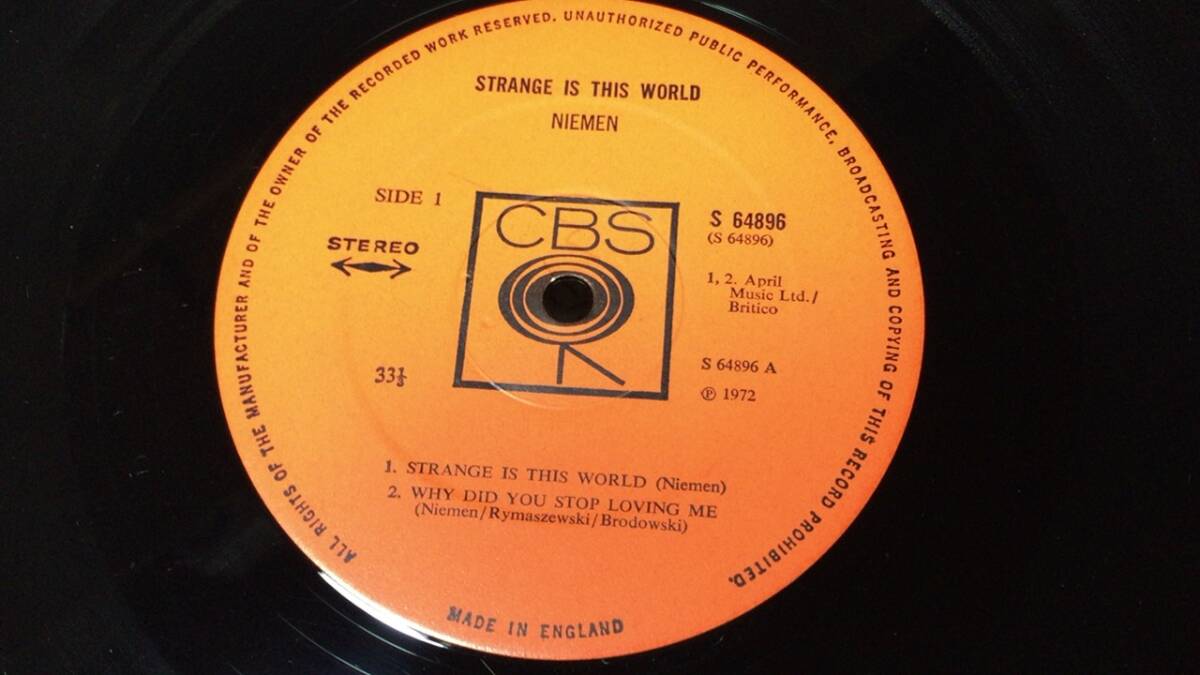 ALL RIGHTS OF THE MANUFACTURER AND OF THE OWNER OF THE RECORDED WORK RESERVED. UNAUTHORIZED PUBLIC PERFORMANCE, BROADCASTING AND COPYING OF THIS RECORD PROHIBITED.
STRANGE IS THIS WORLD
NIEMEN
SIDE 1
STEREO
33⅓
CBS
S 64896
(S 64896)
1, 2. April
Music Ltd./
Britico
S 64896 A
℗ 1972
1. STRANGE IS THIS WORLD (Niemen)
2. WHY DID YOU STOP LOVING ME
(Niemen/Rymaszewski/Brodowski)
MADE IN ENGLAND